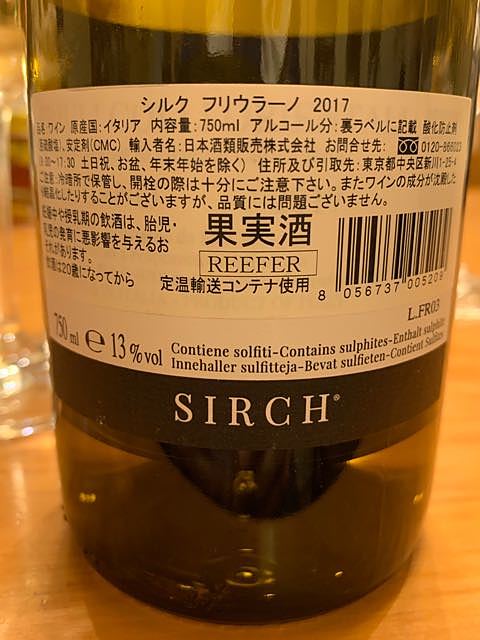 シルク フリウラーノ 2017
品名 ワイン 原産国:イタリア 内容量:750ml アルコール分:裏ラベルに記載 酸化防止剤
亜硫酸塩)、安定剤(CMC) 輸入者名:日本酒類販売株式会社 お問合せ先: 0120-866023
9:30~17:30 土日祝、お盆、年末年始を除く) 住所及び引取先:東京都中央区新川1-25-4
ご注意:冷暗所で保管し、開栓の際は十分にご注意下さい。またワインの成分が沈殿した
結晶化したりすることがございますが、品質には問題ございません。
妊娠中や授乳期の飲酒は、胎児・
乳児の発育に悪影響を与えるお
それがあります。
飲酒は20歳になってから
果実酒
REEFER
定温輸送コンテナ使用
8 056737 005209
L.FR03
750 ml e 13% vol
Contiene solfiti-Contains sulphites-Enthalt sulphite
Innehaller sulfitteja-Bevat sulfieten-Contient Sulfites
SIRCH®